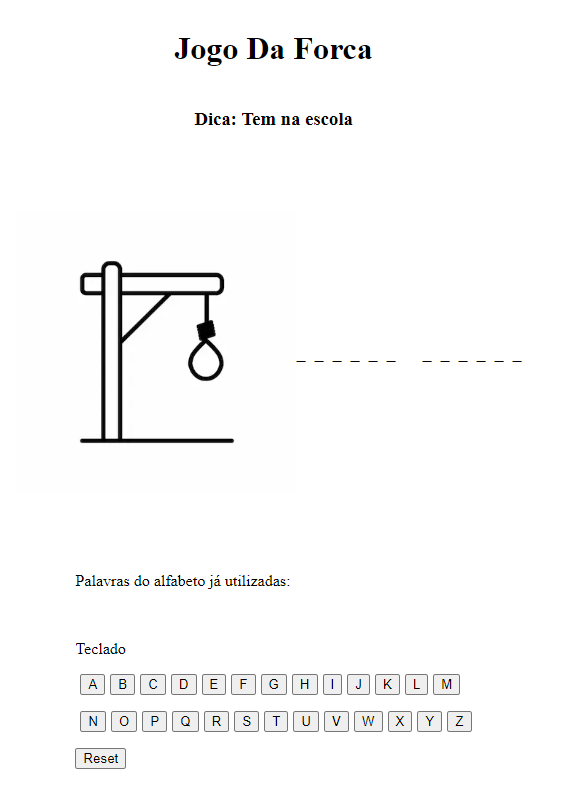 Jogo Da Forca
Dica: Tem na escola
_ _ _ _ _ _   _ _ _ _ _ _
Palavras do alfabeto já utilizadas:
Teclado
A B C D E F G H I J K L M
N O P Q R S T U V W X Y Z
Reset